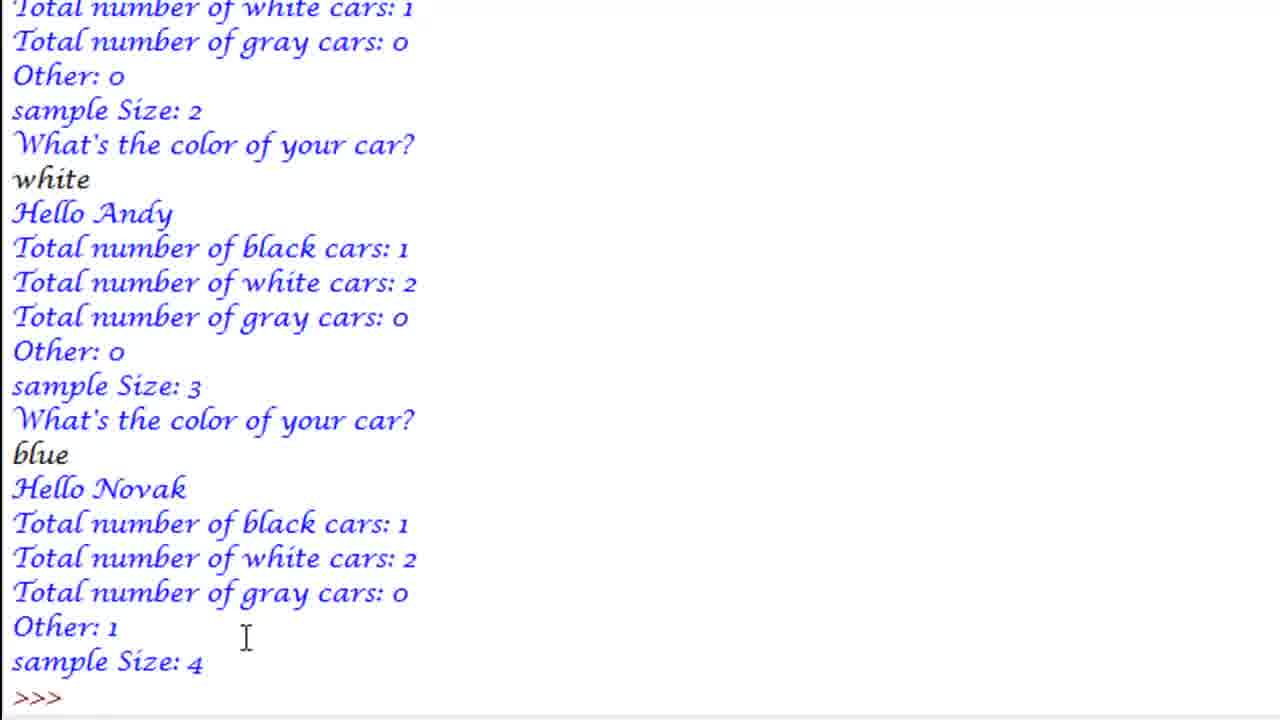 Total number of white cars: 1
Total number of gray cars: 0
Other: 0
sample Size: 2
What's the color of your car?
white
Hello Andy
Total number of black cars: 1
Total number of white cars: 2
Total number of gray cars: 0
Other: 0
sample Size: 3
What's the color of your car?
blue
Hello Novak
Total number of black cars: 1
Total number of white cars: 2
Total number of gray cars: 0
Other: 1
sample Size: 4
>>>